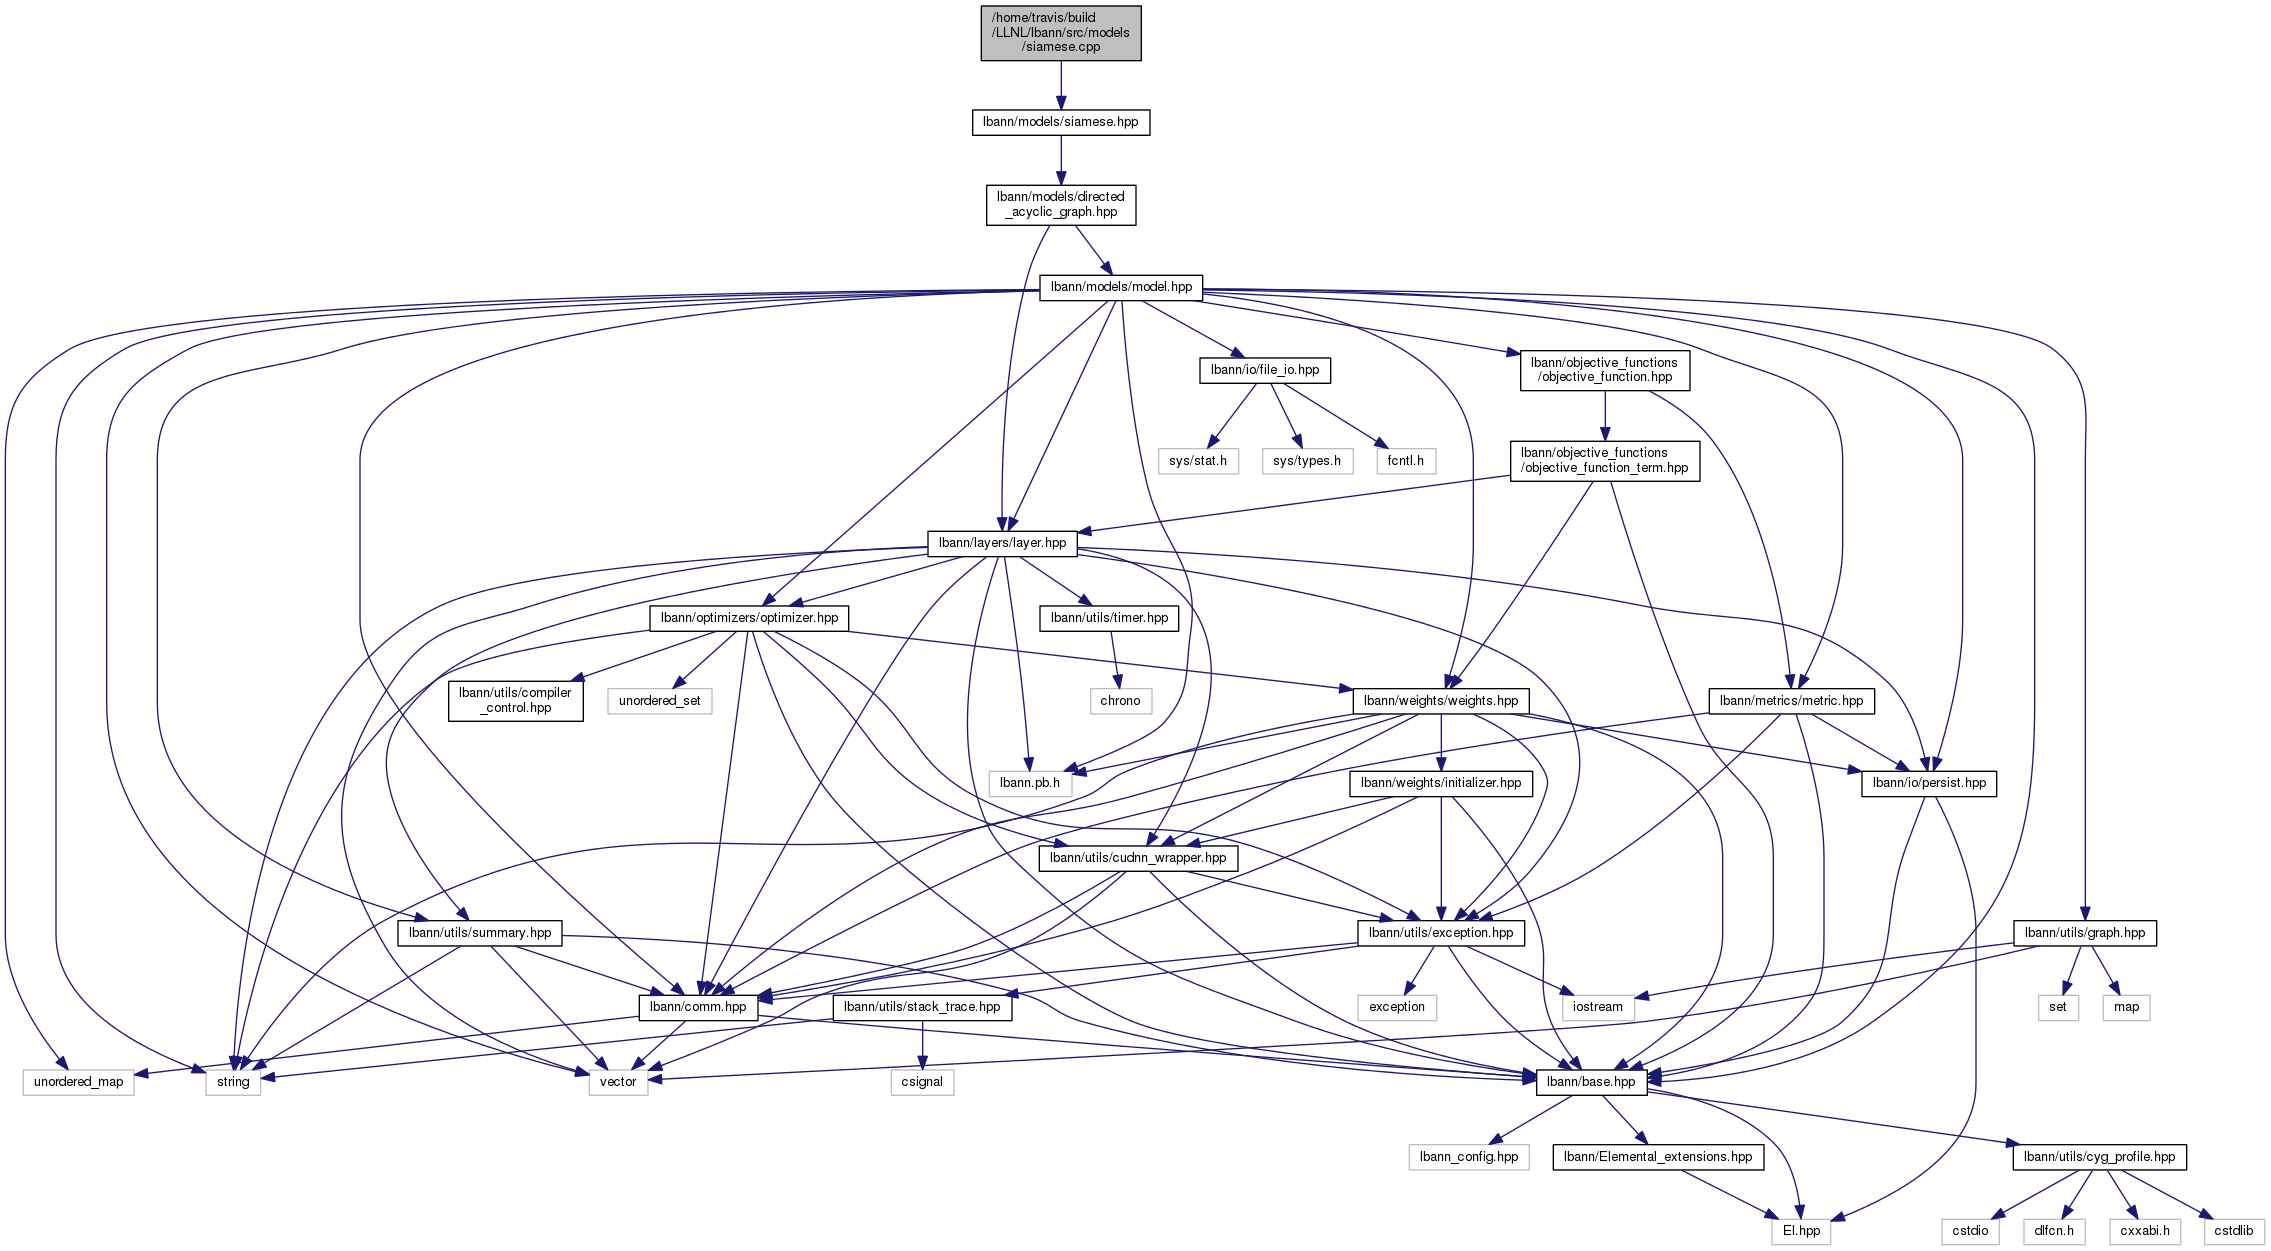 /home/travis/build
/LLNL/lbann/src/models
/siamese.cpp
lbann/models/siamese.hpp
lbann/models/directed
_acyclic_graph.hpp
lbann/models/model.hpp
lbann/io/file_io.hpp
lbann/objective_functions
/objective_function.hpp
sys/stat.h
sys/types.h
fcntl.h
lbann/objective_functions
/objective_function_term.hpp
lbann/layers/layer.hpp
lbann/optimizers/optimizer.hpp
lbann/utils/timer.hpp
lbann/utils/compiler
_control.hpp
unordered_set
chrono
lbann/weights/weights.hpp
lbann/metrics/metric.hpp
lbann.pb.h
lbann/weights/initializer.hpp
lbann/io/persist.hpp
lbann/utils/cudnn_wrapper.hpp
lbann/utils/summary.hpp
lbann/utils/exception.hpp
lbann/utils/graph.hpp
lbann/comm.hpp
lbann/utils/stack_trace.hpp
exception
iostream
set
map
unordered_map
string
vector
csignal
lbann/base.hpp
lbann_config.hpp
lbann/Elemental_extensions.hpp
lbann/utils/cyg_profile.hpp
El.hpp
cstdio
dlfcn.h
cxxabi.h
cstdlib